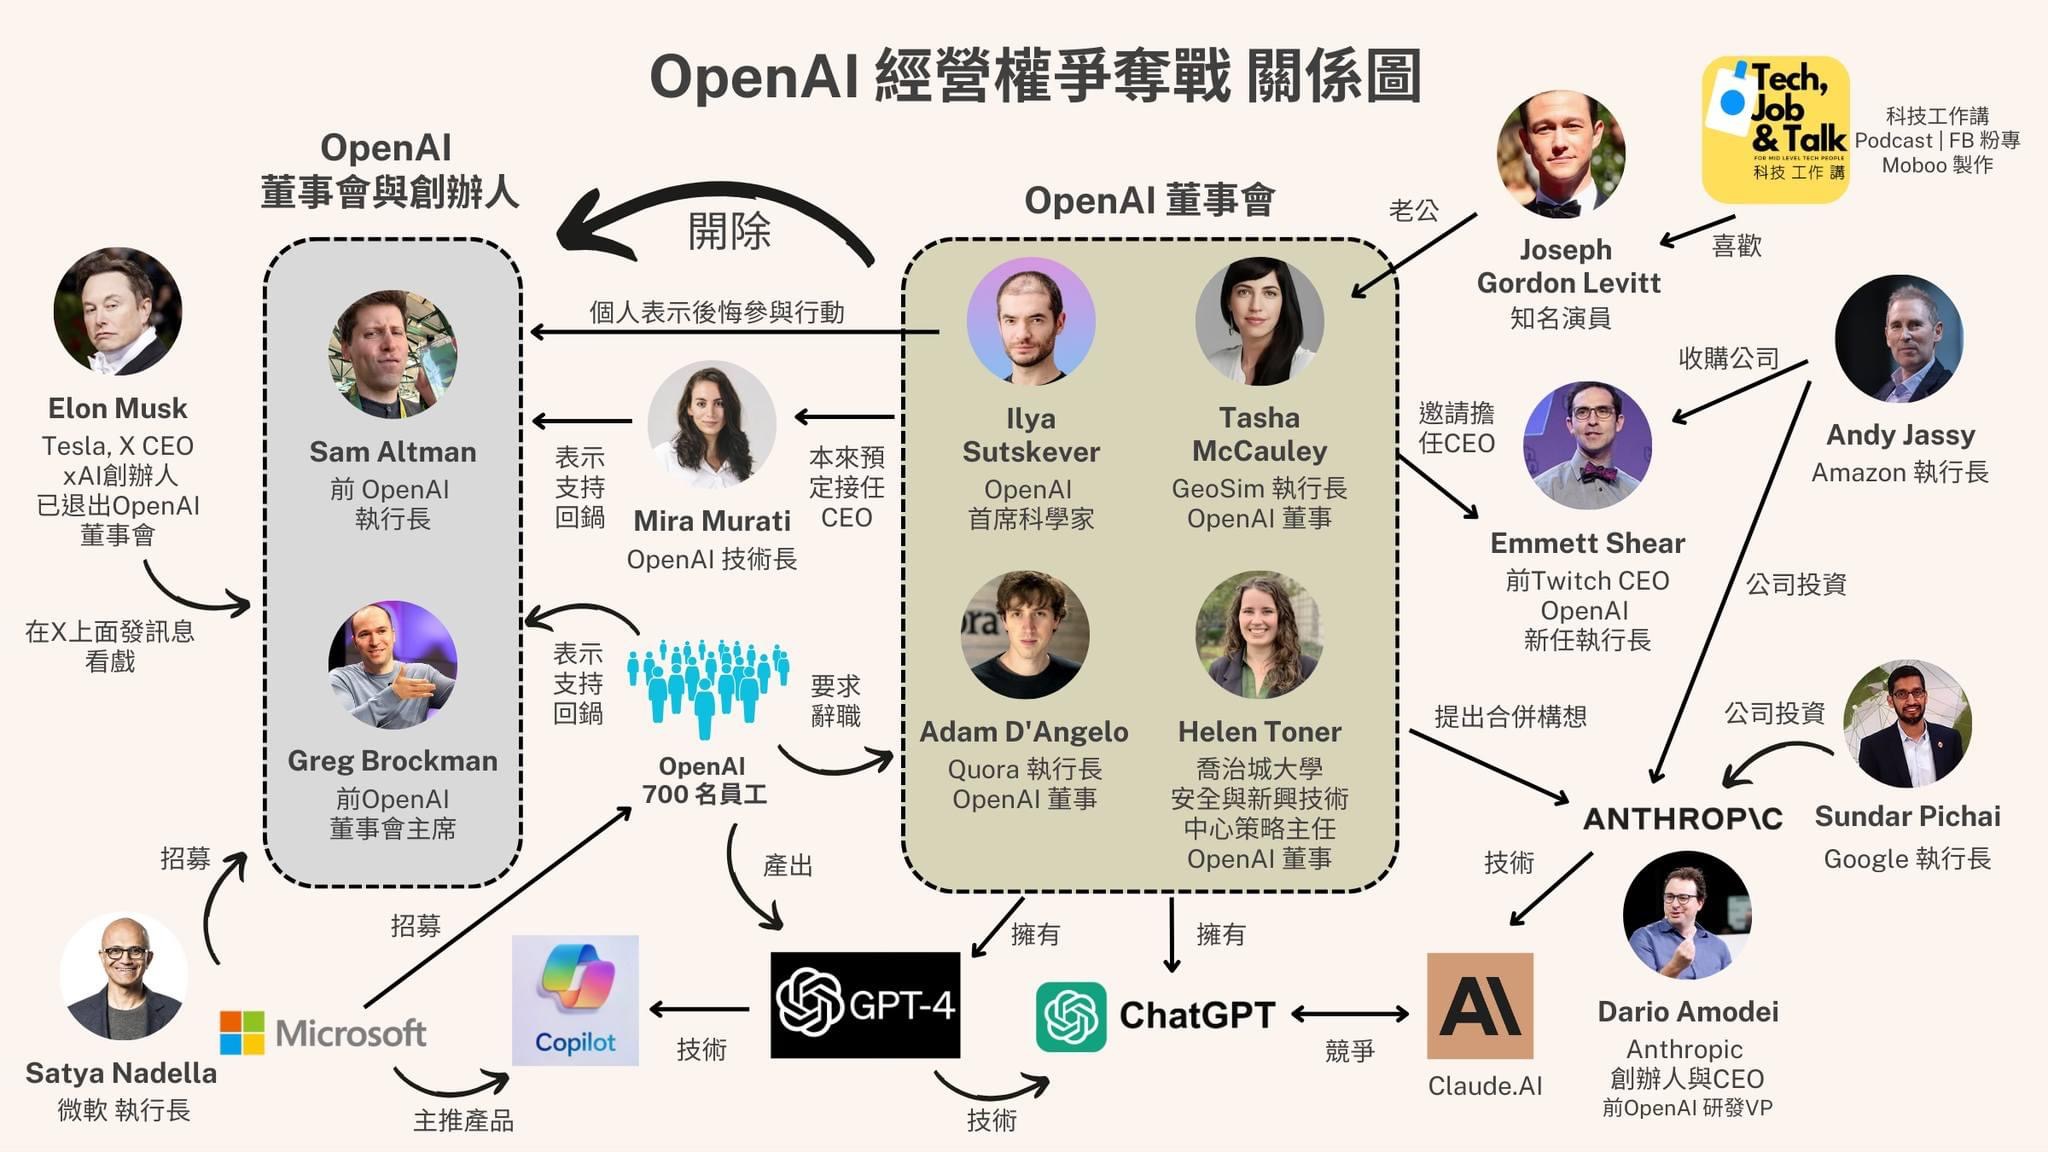 OpenAI 經營權爭奪戰 關係圖
Tech,
Job
& Talk
FOR MID LEVEL TECH PEOPLE
科技 工作 講
科技工作講
Podcast | FB 粉專
Moboo 製作
OpenAI
董事會與創辦人
開除
OpenAI 董事會
老公
Joseph
Gordon Levitt
知名演員
喜歡
Elon Musk
Tesla, X CEO
xAI創辦人
已退出OpenAI
董事會
在X上面發訊息
看戲
Sam Altman
前 OpenAI
執行長
Greg Brockman
前OpenAI
董事會主席
個人表示後悔參與行動
表示
支持
回鍋
Mira Murati
OpenAI 技術長
本來預
定接任
CEO
表示
支持
回鍋
OpenAI
700 名員工
要求
辭職
Ilya
Sutskever
OpenAI
首席科學家
Tasha
McCauley
GeoSim 執行長
OpenAI 董事
ora
Adam D'Angelo
Quora 執行長
OpenAI 董事
Helen Toner
喬治城大學
安全與新興技術
中心策略主任
OpenAI 董事
邀請擔
任CEO
收購公司
Emmett Shear
前Twitch CEO
OpenAI
新任執行長
Andy Jassy
Amazon 執行長
公司投資
提出合併構想
公司投資
ANTHROP\C
Sundar Pichai
Google 執行長
技術
Dario Amodei
Anthropic
創辦人與CEO
前OpenAI 研發VP
招募
Satya Nadella
微軟 執行長
Microsoft
招募
主推產品
Copilot
技術
產出
GPT-4
擁有
擁有
技術
ChatGPT
競爭
A\
Claude.AI